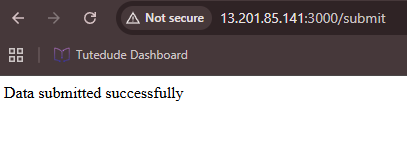 Not secure 13.201.85.141:3000/submit
Tutedude Dashboard
Data submitted successfully